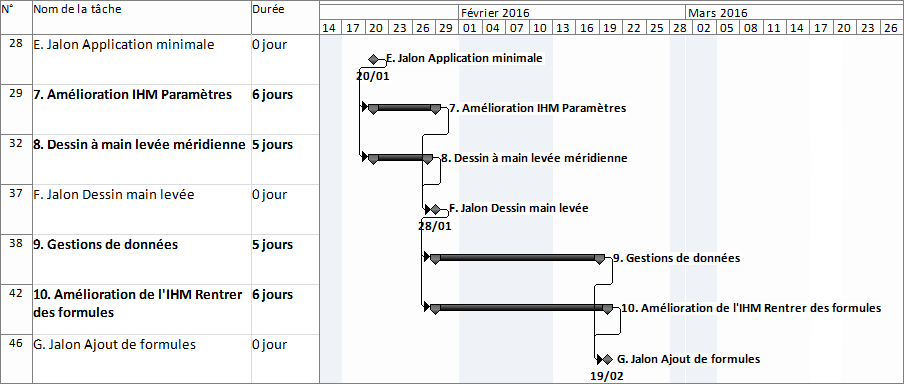 N° Nom de la tâche Durée
Février 2016 Mars 2016
14 17 20 23 26 29 01 04 07 10 13 16 19 22 25 28 02 05 08 11 14 17 20 23 26
28 E. Jalon Application minimale 0 jour
E. Jalon Application minimale
20/01
29 7. Amélioration IHM Paramètres 6 jours
7. Amélioration IHM Paramètres
32 8. Dessin à main levée méridienne 5 jours
8. Dessin à main levée méridienne
37 F. Jalon Dessin main levée 0 jour
F. Jalon Dessin main levée
28/01
38 9. Gestions de données 5 jours
9. Gestions de données
42 10. Amélioration de l'IHM Rentrer 6 jours
des formules
10. Amélioration de l'IHM Rentrer des formules
46 G. Jalon Ajout de formules 0 jour
G. Jalon Ajout de formules
19/02